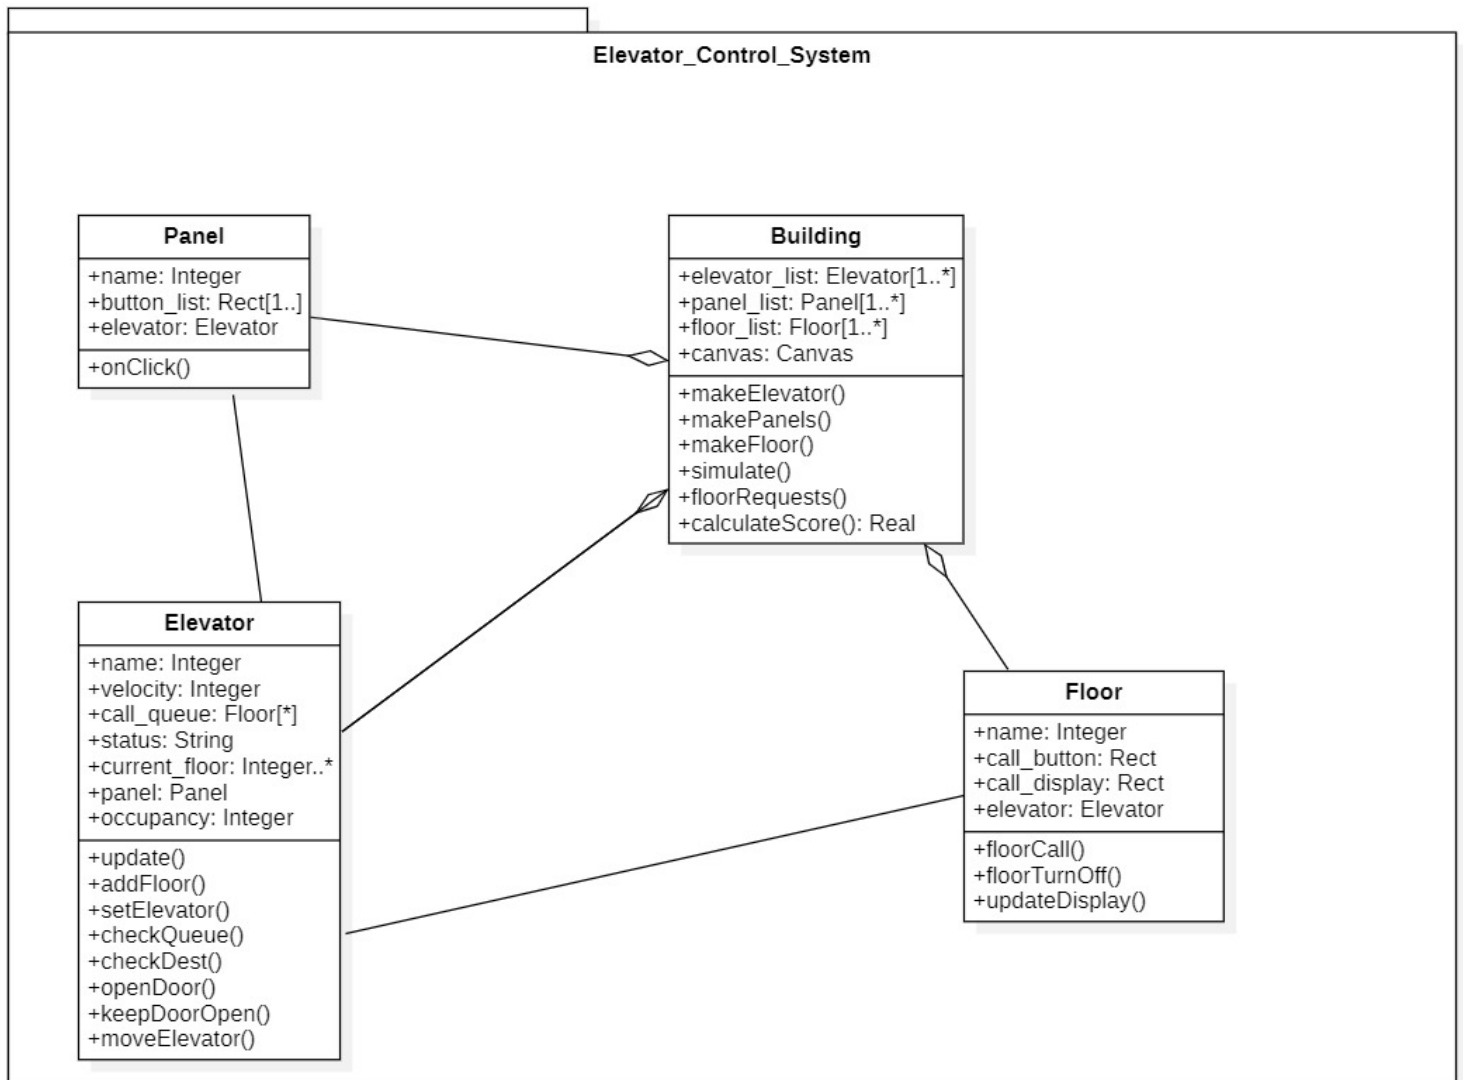 Elevator_Control_System
Panel
+name: Integer
+button_list: Rect[1..]
+elevator: Elevator
+onClick()
Building
+elevator_list: Elevator[1..*]
+panel_list: Panel[1..*]
+floor_list: Floor[1..*]
+canvas: Canvas
+makeElevator()
+makePanels()
+makeFloor()
+simulate()
+floorRequests()
+calculateScore(): Real
Elevator
+name: Integer
+velocity: Integer
+call_queue: Floor[*]
+status: String
+current_floor: Integer..*
+panel: Panel
+occupancy: Integer
+update()
+addFloor()
+setElevator()
+checkQueue()
+checkDest()
+openDoor()
+keepDoorOpen()
+moveElevator()
Floor
+name: Integer
+call_button: Rect
+call_display: Rect
+elevator: Elevator
+floorCall()
+floorTurnOff()
+updateDisplay()